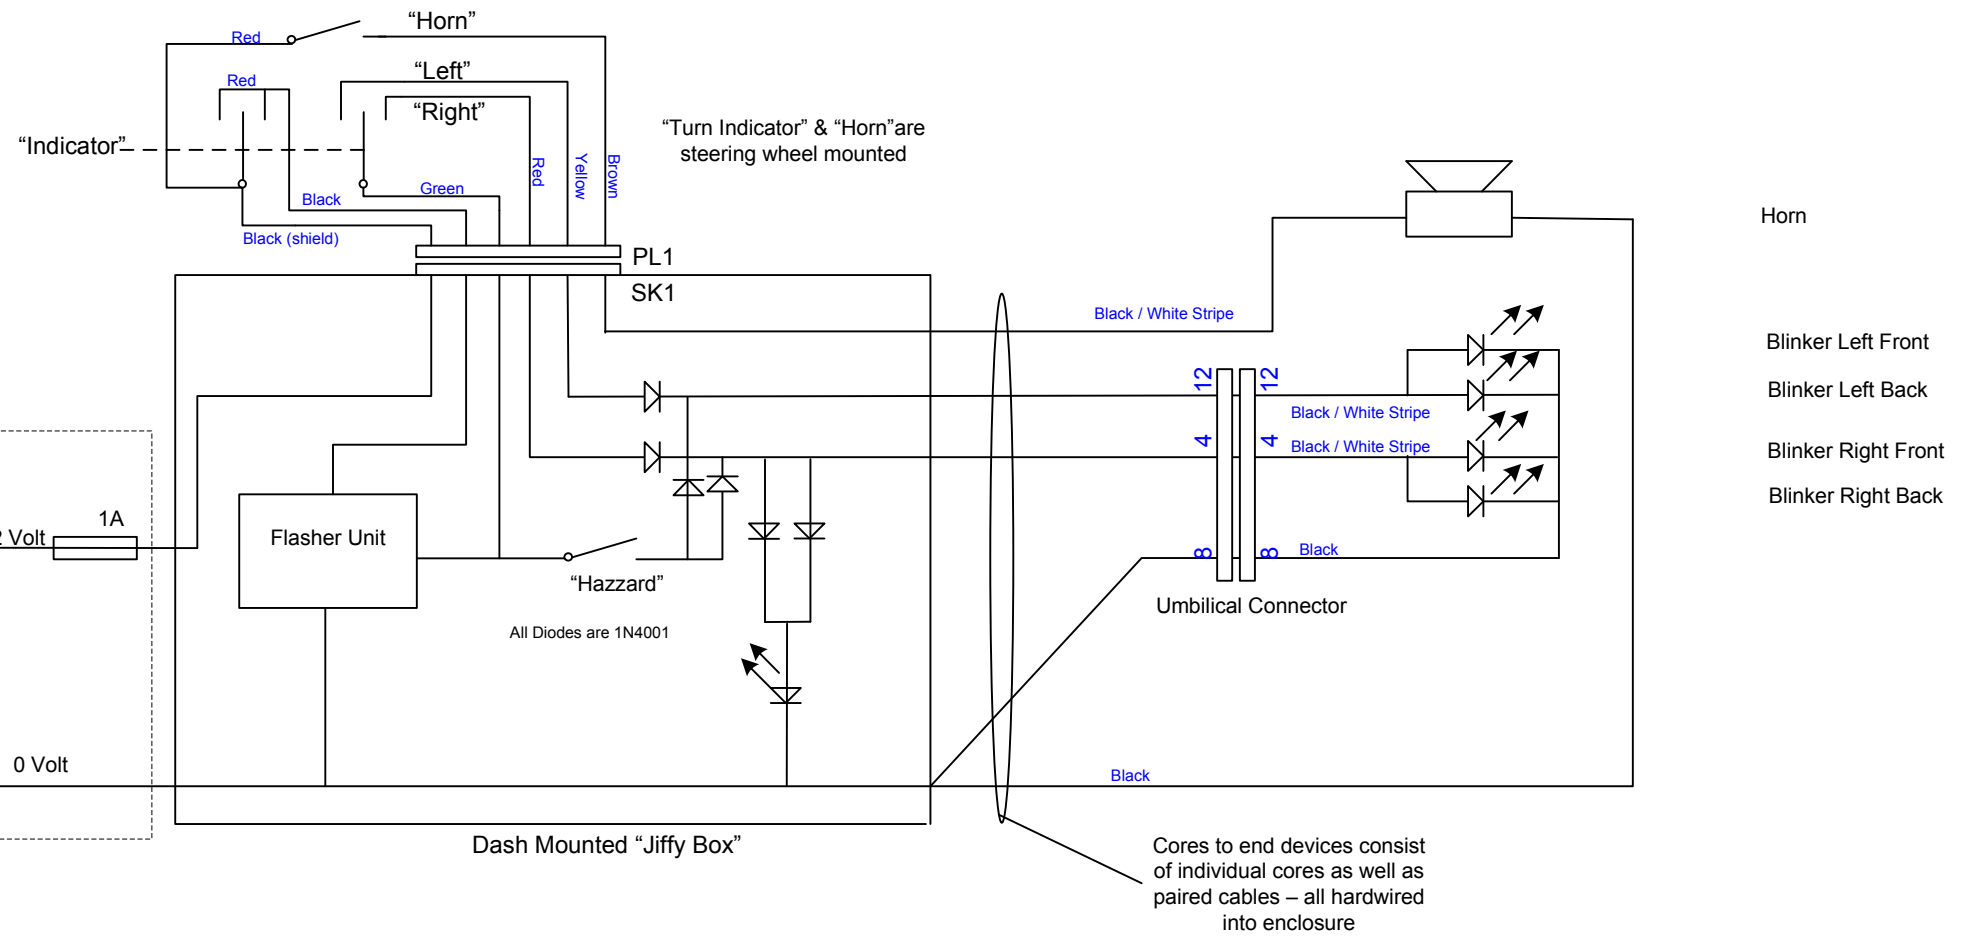 “Horn”
Red
“Left”
Red
“Right”
“Turn Indicator” & “Horn”are
steering wheel mounted
“Indicator”
Red
Yellow
Brown
Green
Black
Black (shield)
PL1
SK1
Horn
Black / White Stripe
Blinker Left Front
12
12
Blinker Left Back
Black / White Stripe
4
4
Black / White Stripe
Blinker Right Front
Blinker Right Back
1A
2 Volt
Flasher Unit
8
8
Black
“Hazzard”
Umbilical Connector
All Diodes are 1N4001
0 Volt
Black
Dash Mounted “Jiffy Box”
Cores to end devices consist
of individual cores as well as
paired cables – all hardwired
into enclosure